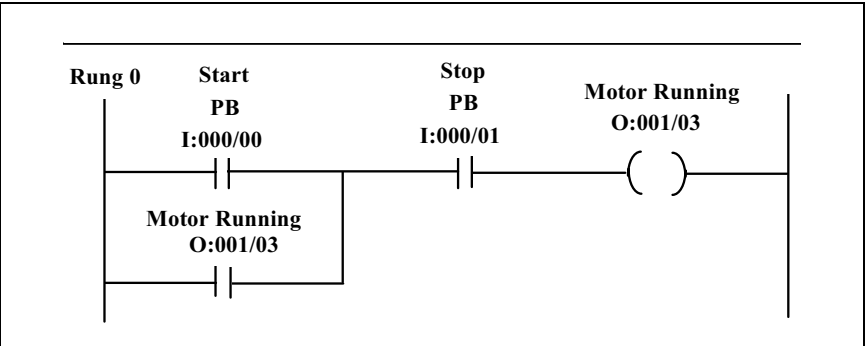 Rung 0
Start
PB
I:000/00
Stop
PB
I:000/01
Motor Running
O:001/03
Motor Running
O:001/03